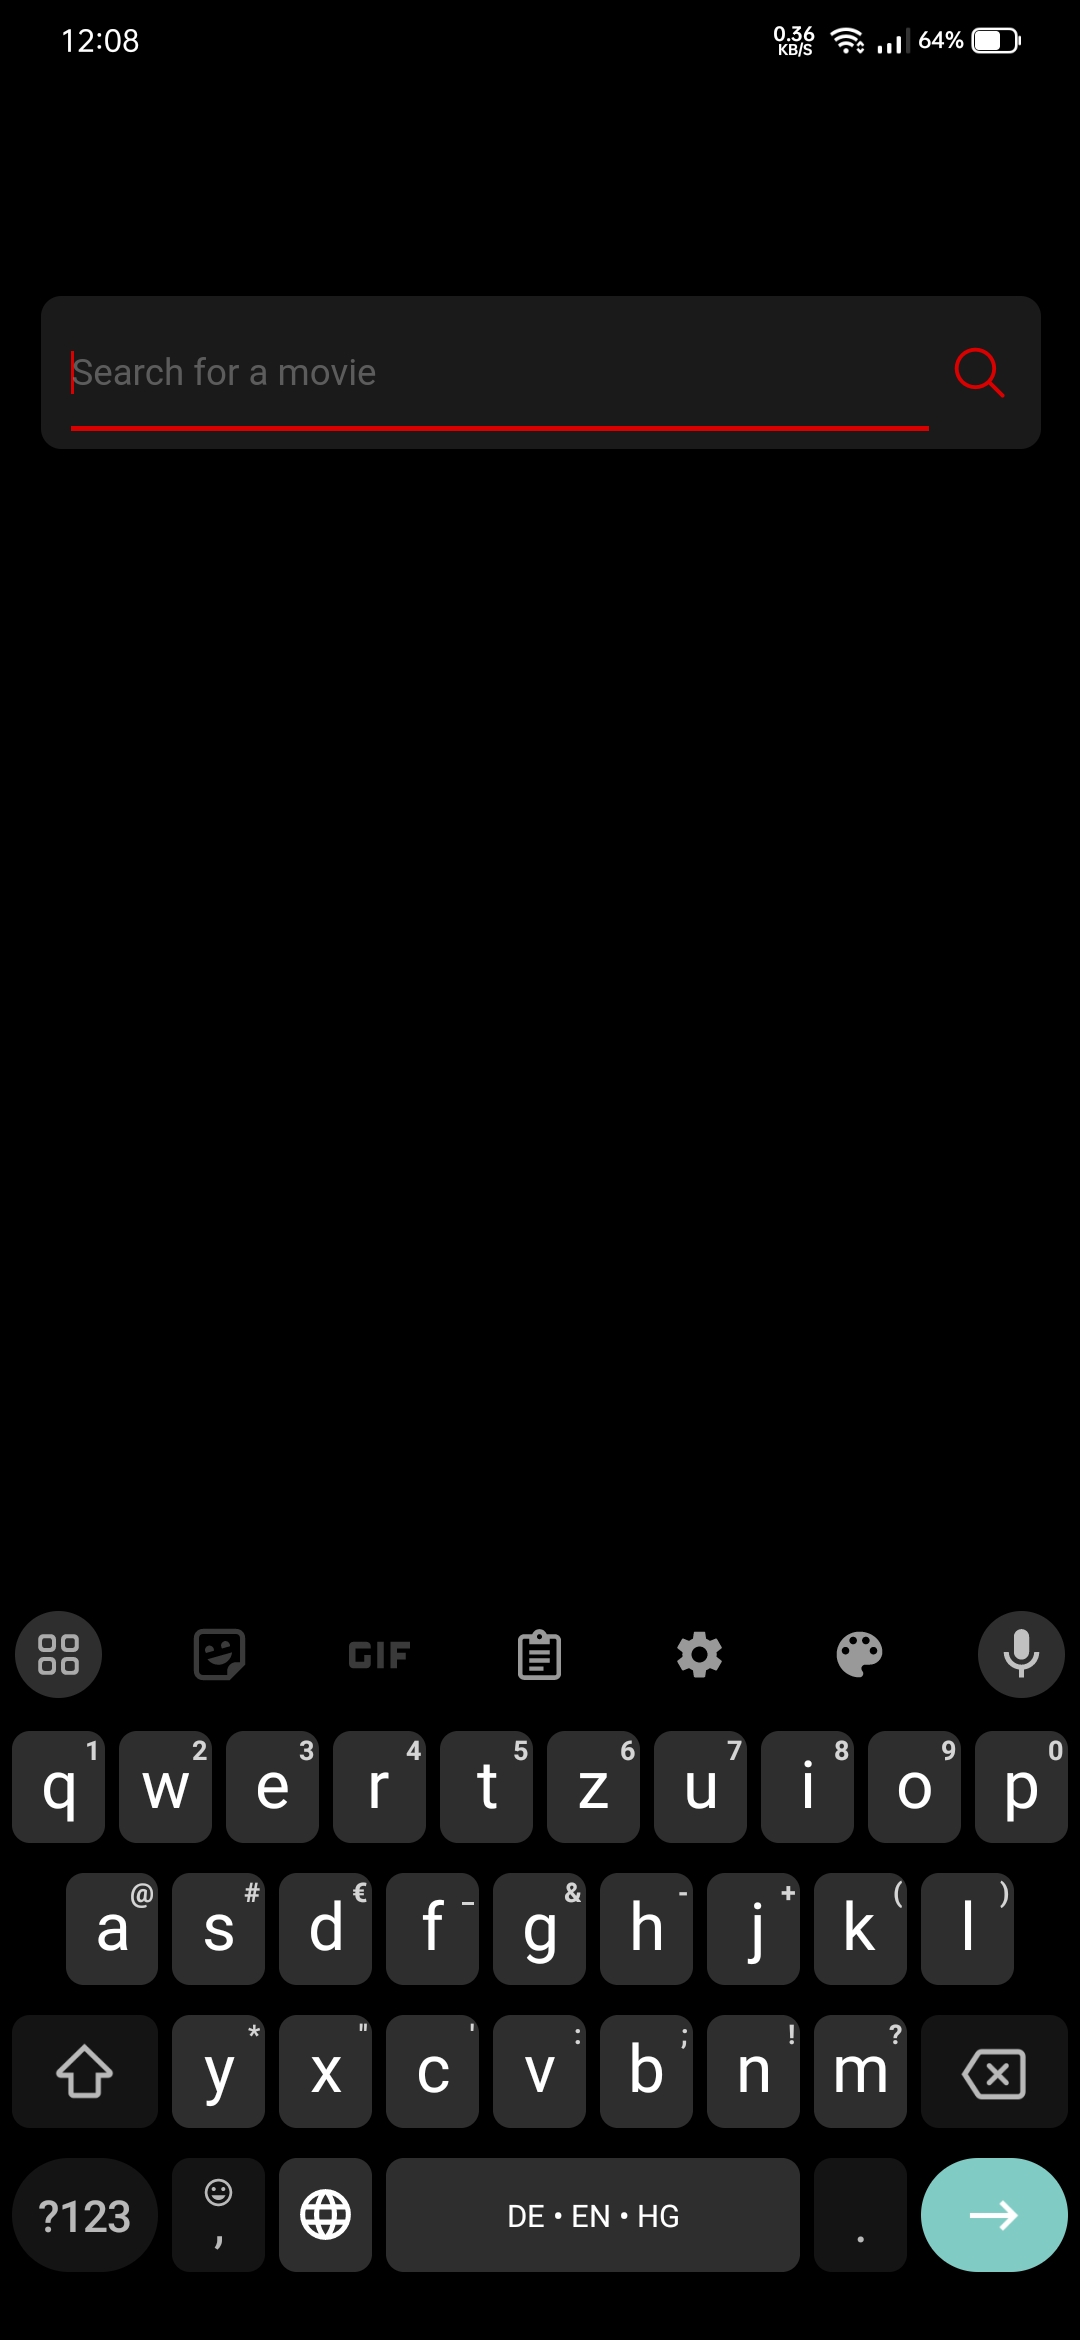 12:08
0.36
KB/S
64%
Search for a movie
GIF
1 2 3 4 5 6 7 8 9 0
q w e r t z u i o p
@ # € _ & - + ( )
a s d f g h j k l
* " ' : ; ! ?
y x c v b n m
?123 , DE • EN • HG .